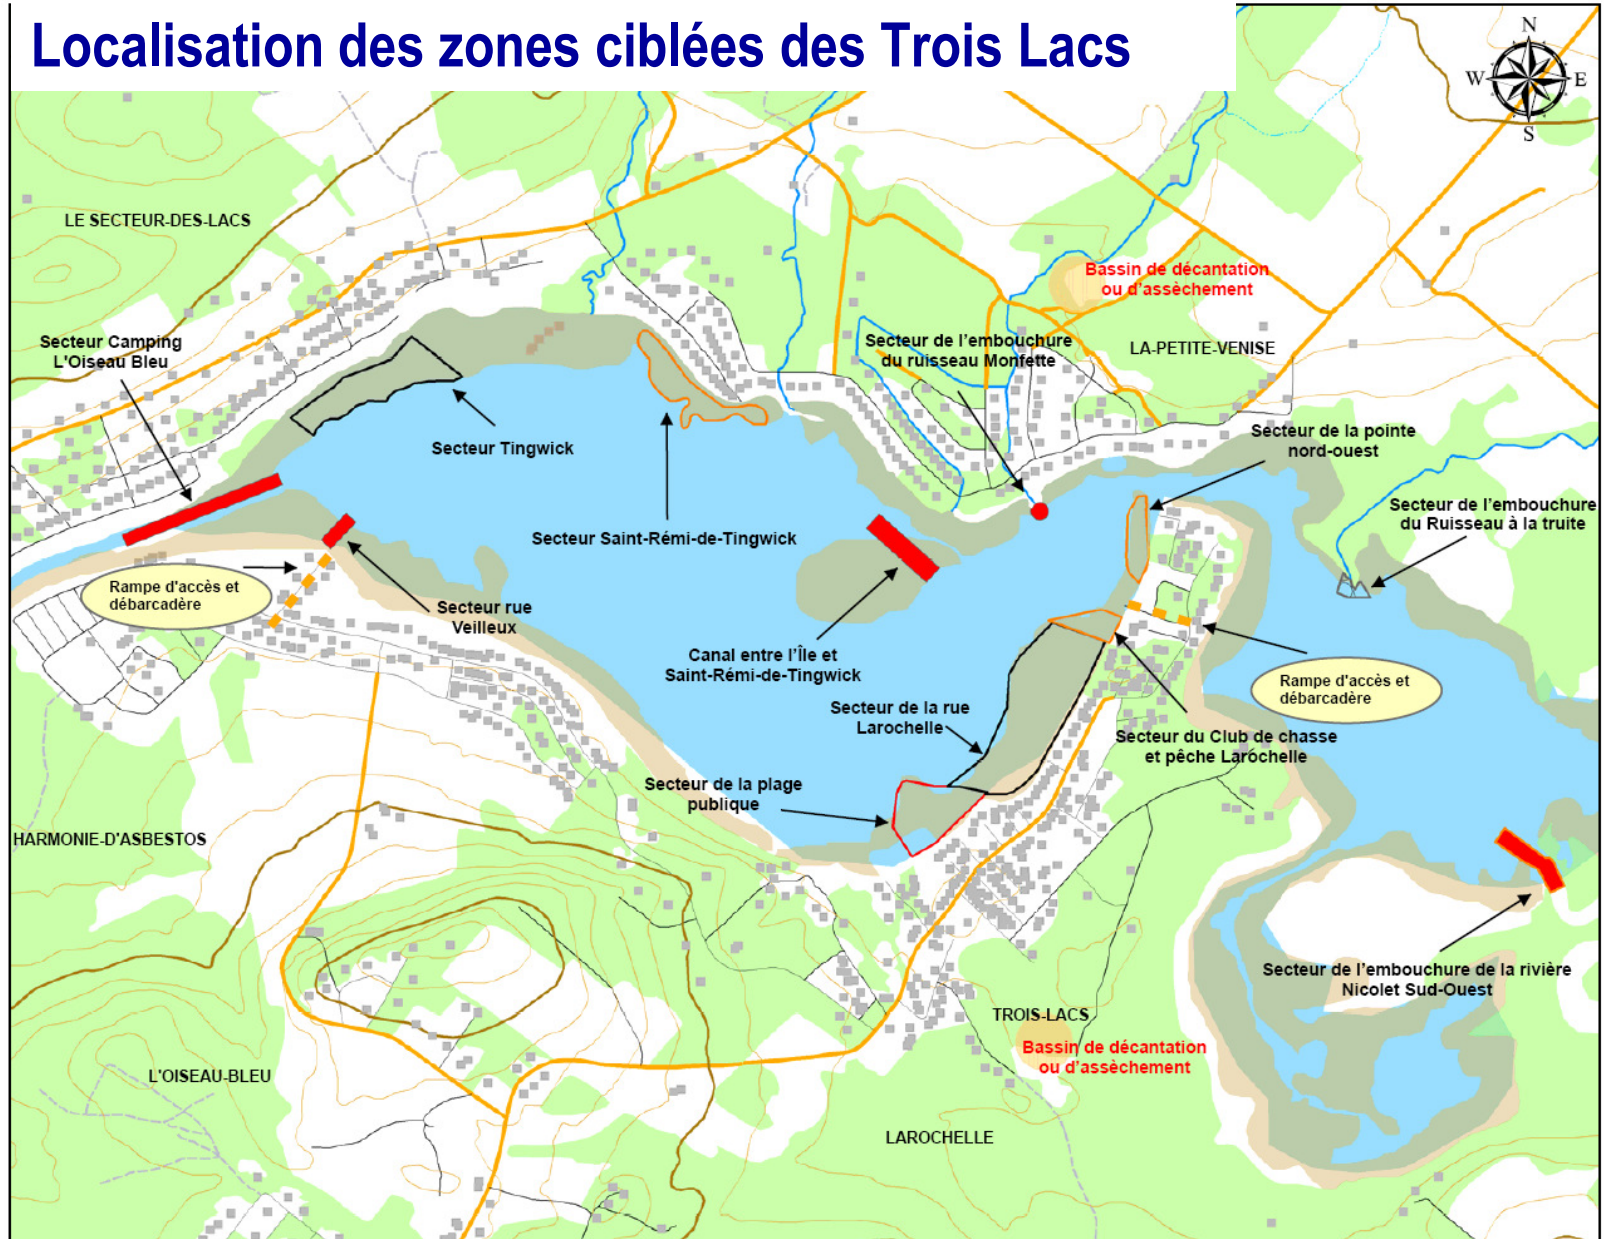 Localisation des zones ciblées des Trois Lacs
N
W
E
S
LE SECTEUR-DES-LACS
Bassin de décantation
ou d'assèchement
Secteur Camping
L'Oiseau Bleu
Secteur de l'embouchure
du ruisseau Monfette
LA-PETITE-VENISE
Secteur Tingwick
Secteur de la pointe
nord-ouest
Secteur de l'embouchure
du Ruisseau à la truite
Secteur Saint-Rémi-de-Tingwick
Rampe d'accès et
débarcadère
Secteur rue
Veilleux
Canal entre l'Île et
Saint-Rémi-de-Tingwick
Rampe d'accès et
débarcadère
Secteur de la rue
Larochelle
Secteur du Club de chasse
et pêche Larochelle
Secteur de la plage
publique
HARMONIE-D'ASBESTOS
Secteur de l'embouchure de la rivière
Nicolet Sud-Ouest
TROIS-LACS
Bassin de décantation
ou d'assèchement
L'OISEAU-BLEU
LAROCHELLE